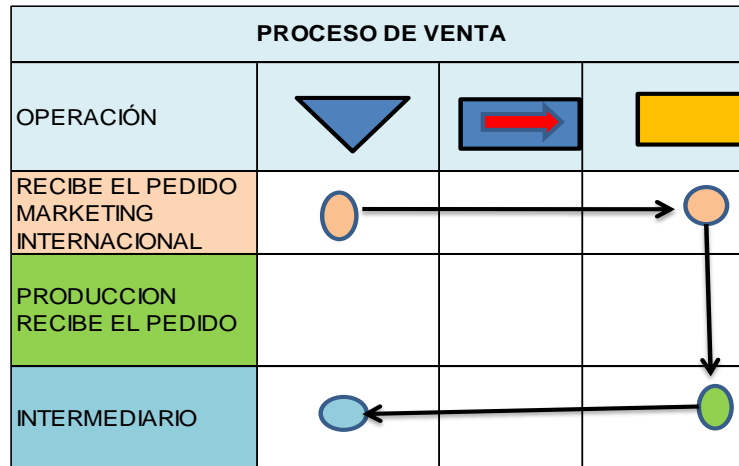 PROCESO DE VENTA
OPERACIÓN
RECIBE EL PEDIDO
MARKETING
INTERNACIONAL
PRODUCCION
RECIBE EL PEDIDO
INTERMEDIARIO